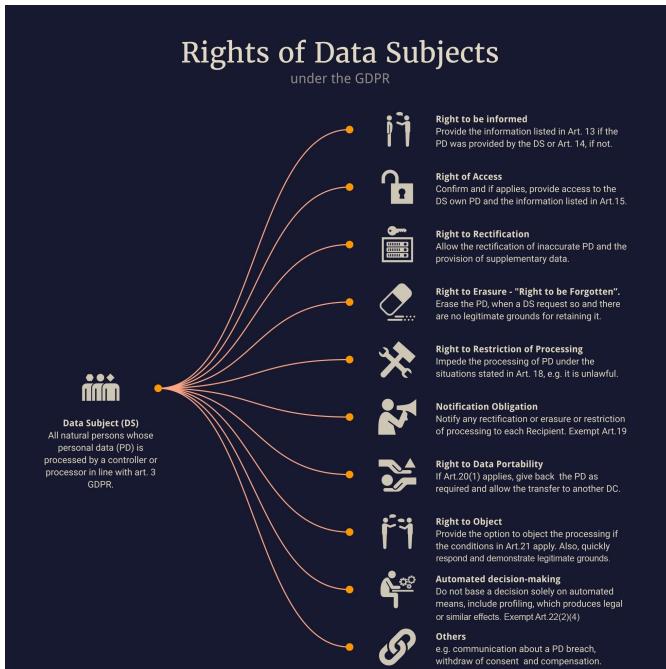 Rights of Data Subjects
under the GDPR
Right to be informed
Provide the information listed in Art. 13 if the
PD was provided by the DS or Art. 14, if not.
Right of Access
Confirm and if applies, provide access to the
DS own PD and the information listed in Art.15.
Right to Rectification
Allow the rectification of inaccurate PD and the
provision of supplementary data.
Right to Erasure - "Right to be Forgotten”.
Erase the PD, when a DS request so and there
are no legitimate grounds for retaining it.
Right to Restriction of Processing
Impede the processing of PD under the
situations stated in Art. 18, e.g. it is unlawful.
Data Subject (DS)
All natural persons whose
personal data (PD) is
processed by a controller or
processor in line with art. 3
GDPR.
Notification Obligation
Notify any rectification or erasure or restriction
of processing to each Recipient. Exempt Art.19
Right to Data Portability
If Art.20(1) applies, give back the PD as
required and allow the transfer to another DC.
Right to Object
Provide the option to object the processing if
the conditions in Art.21 apply. Also, quickly
respond and demonstrate legitimate grounds.
Automated decision-making
Do not base a decision solely on automated
means, include profiling, which produces legal
or similar effects. Exempt Art.22(2)(4)
Others
e.g. communication about a PD breach,
withdraw of consent and compensation.